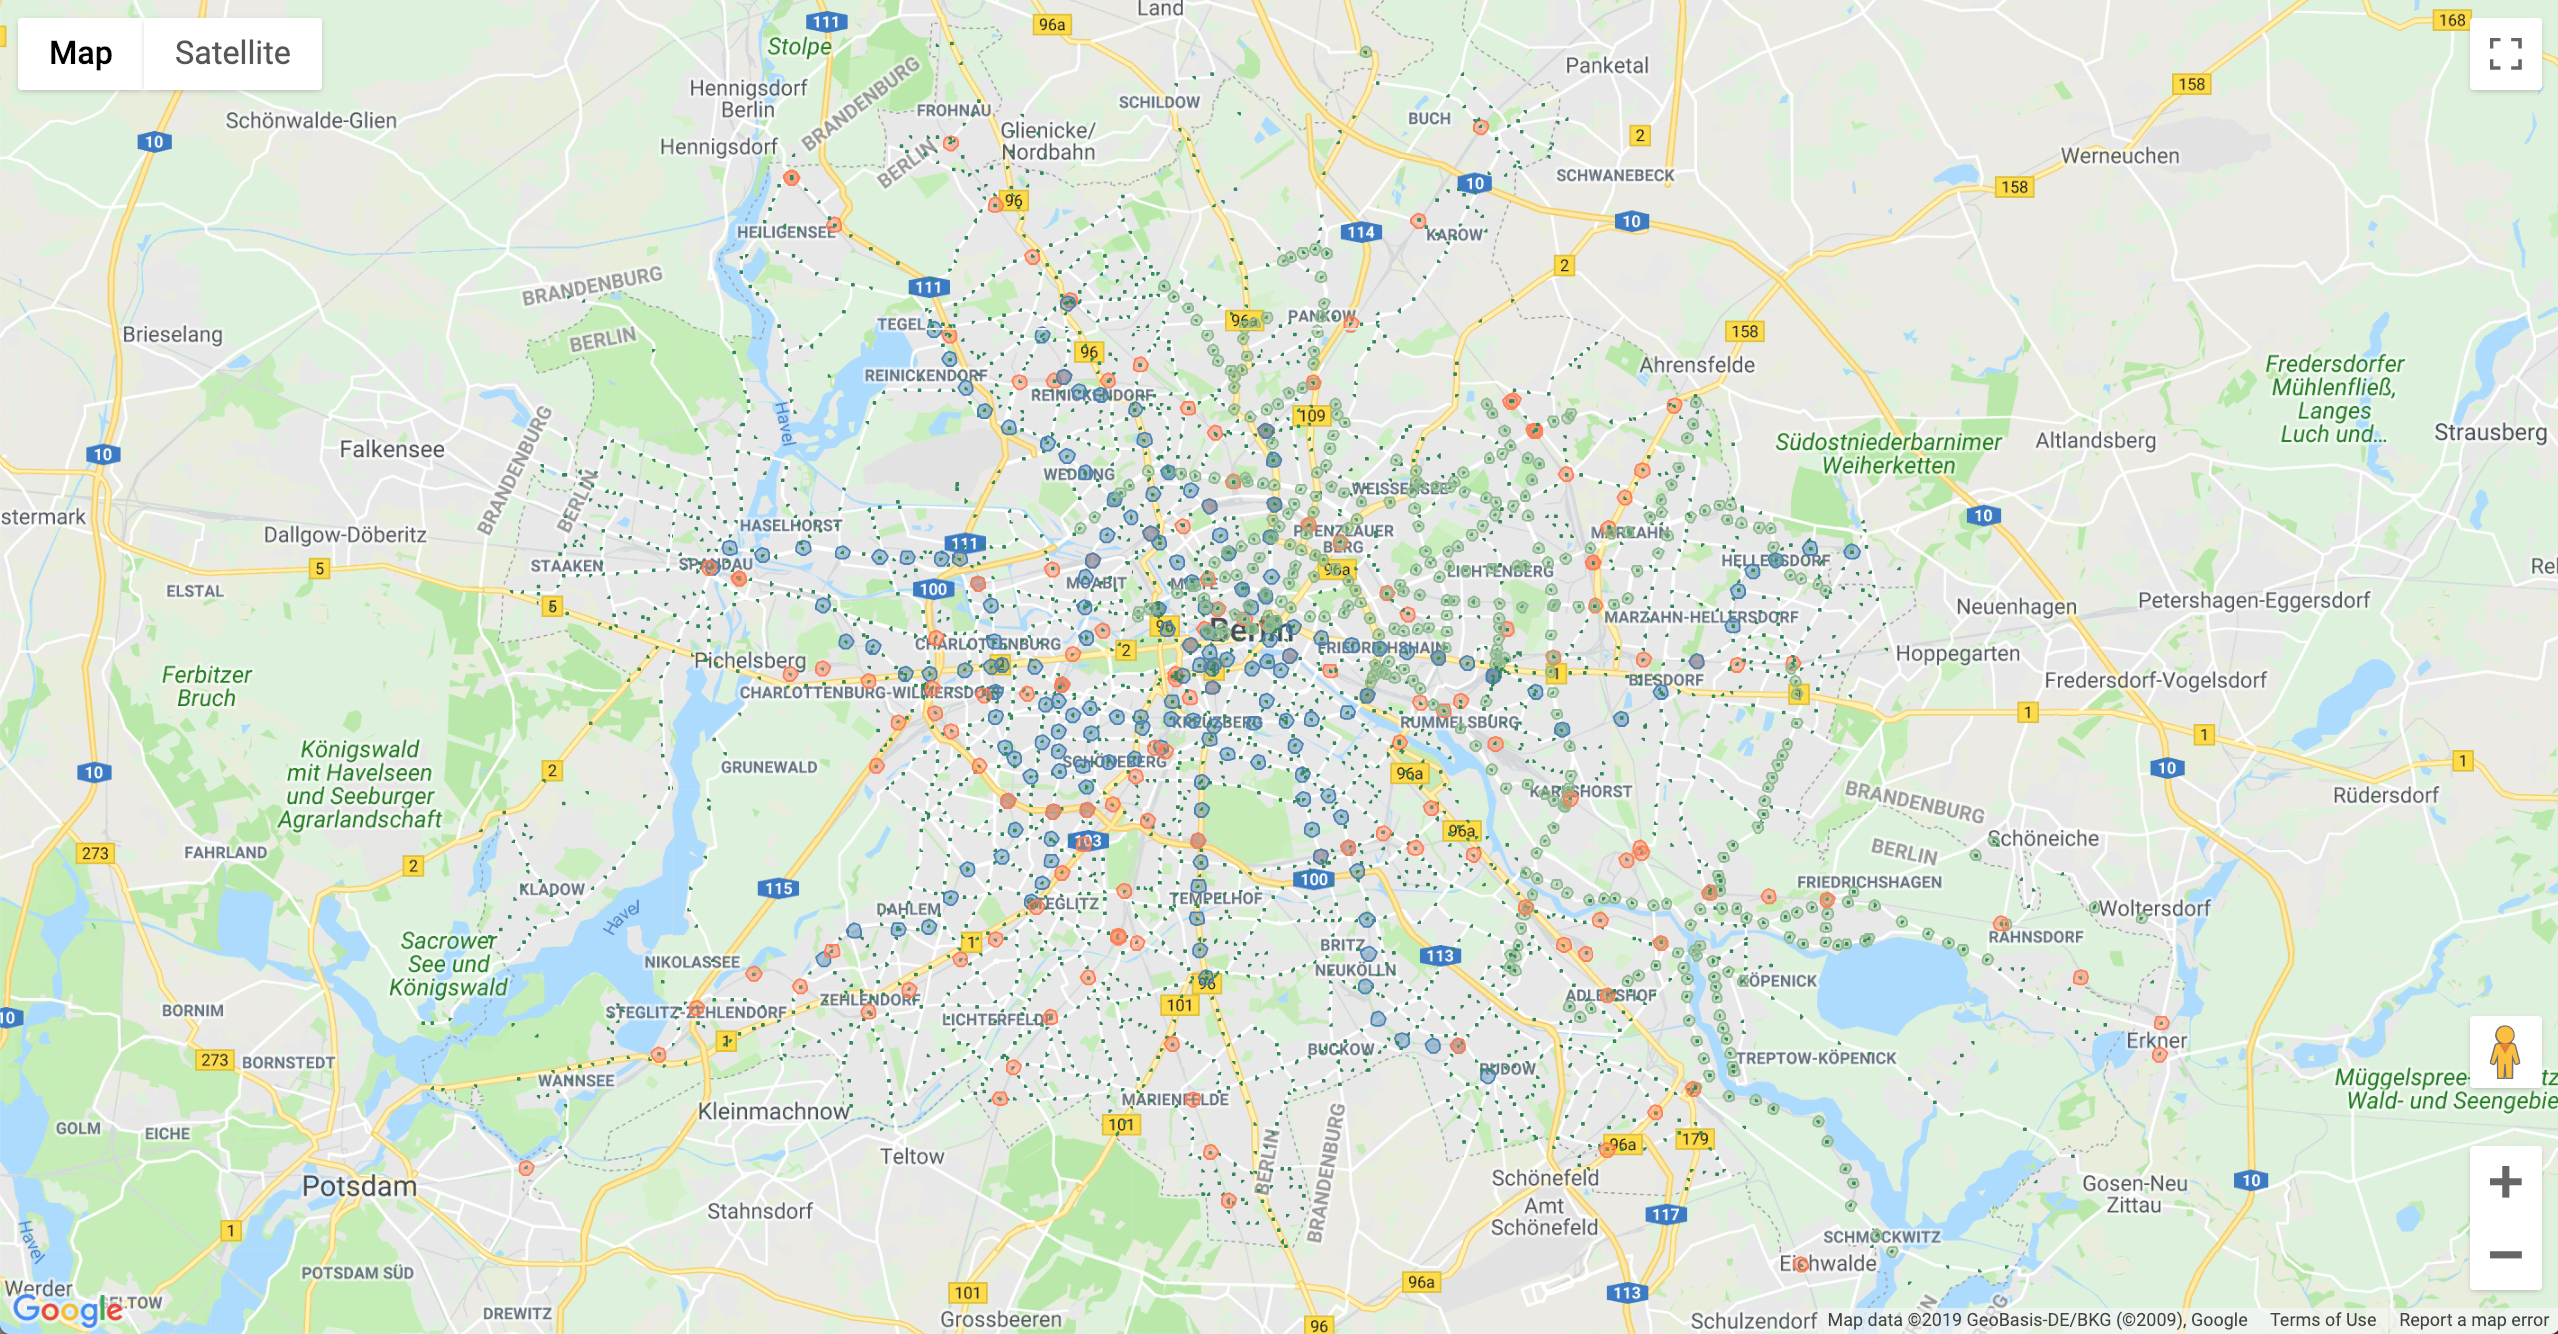 Map
Satellite
111
96a
Land
168
Stolpe
Panketal
158
Hennigsdorf
Berlin
BRANDENBURG
FROHNAU
SCHILDOW
BUCH
Schönwalde-Glien
10
Hennigsdorf
BERLIN
Glienicke/
Nordbahn
2
Werneuchen
SCHWANEBECK
10
158
96
HEILIGENSEE
114
KAROW
10
2
BRANDENBURG
111
Brieselang
BERLIN
TEGEL
96a
PANKOW
158
96
Ahrensfelde
REINICKENDORF
REINICKENDORF
Fredersdorfer
Mühlenfließ,
Langes
Luch und...
Havel
109
Falkensee
10
BRANDENBURG
BERLIN
WEDDING
WEISSENSEE
Südostniederbarnimer
Weiherketten
Altlandsberg
Strausberg
stermark
Dallgow-Döberitz
HASELHORST
111
PRENZLAUER
BERG
MARZAHN
10
5
STAAKEN
SPANDAU
MOABIT
96a
LICHTENBERG
HELLERSDORF
ELSTAL
5
100
96
Berlin
MARZAHN-HELLERSDORF
Neuenhagen
Petershagen-Eggersdorf
CHARLOTTENBURG
2
FRIEDRICHSHAIN
Hoppegarten
Pichelsberg
1
BIESDORF
Fredersdorf-Vogelsdorf
Ferbitzer
Bruch
CHARLOTTENBURG-WILMERSDORF
1
1
KREUZBERG
RUMMELSBURG
1
Königswald
mit Havelseen
und Seeburger
Agrarlandschaft
10
2
GRUNEWALD
SCHÖNEBERG
96a
KARLSHORST
10
1
BRANDENBURG
Rüdersdorf
273
FAHRLAND
2
103
96a
BERLIN
Schöneiche
KLADOW
115
100
FRIEDRICHSHAGEN
Havel
DAHLEM
STEGLITZ
TEMPELHOF
Woltersdorf
Sacrower
See und
Königswald
1
NIKOLASSEE
BRITZ
NEUKÖLLN
113
RAHNSDORF
KÖPENICK
10
BORNIM
STEGLITZ-ZEHLENDORF
ZEHLENDORF
LICHTERFELDE
101
96
ADLERSHOF
273
BORNSTEDT
1
BUCKOW
RUDOW
TREPTOW-KÖPENICK
Erkner
WANNSEE
Kleinmachnow
MARIENFELDE
Müggelspree-
Wald- und Seengebie
GOLM
EICHE
101
96a
179
Teltow
BERLIN
BRANDENBURG
Potsdam
Schönefeld
Amt
Schönefeld
Gosen-Neu
Zittau
10
Stahnsdorf
117
1
Havel
SCHMÖCKWITZ
Eichwalde
POTSDAM SÜD
Werder
101
96a
113
Google
DREWITZ
Grossbeeren
96
Schulzendorf
Map data ©2019 GeoBasis-DE/BKG (©2009), Google
Terms of Use
Report a map error